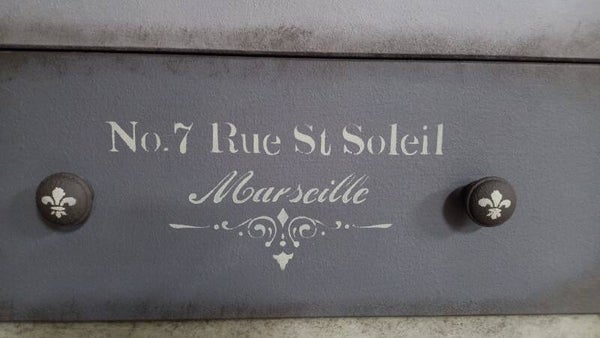 No.7 Rue St Soleil
Marseille